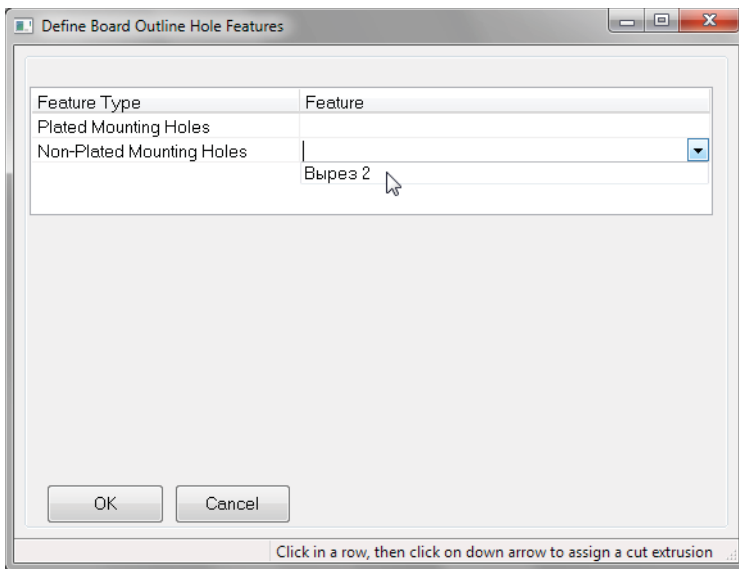 Define Board Outline Hole Features
Feature Type Feature
Plated Mounting Holes
Non-Plated Mounting Holes
Вырез 2
OK Cancel
Click in a row, then click on down arrow to assign a cut extrusion